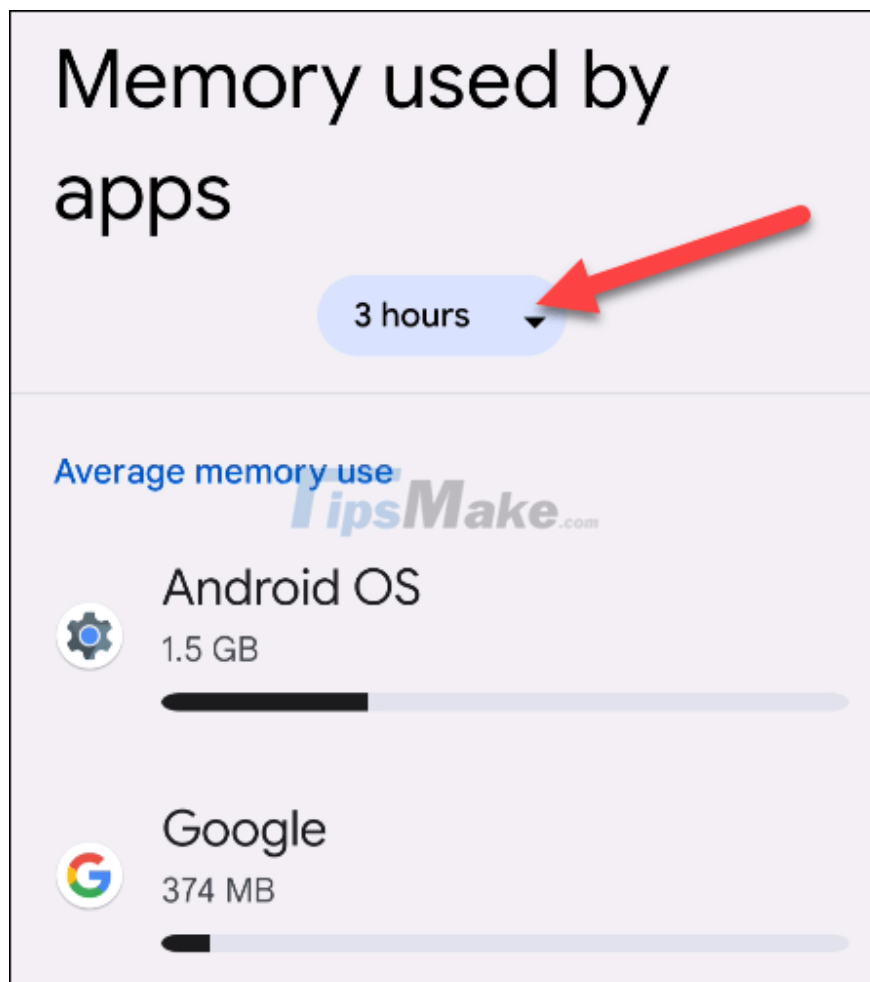 Memory used by
apps
3 hours
Average memory use
TipsMake.com
Android OS
1.5 GB
Google
374 MB